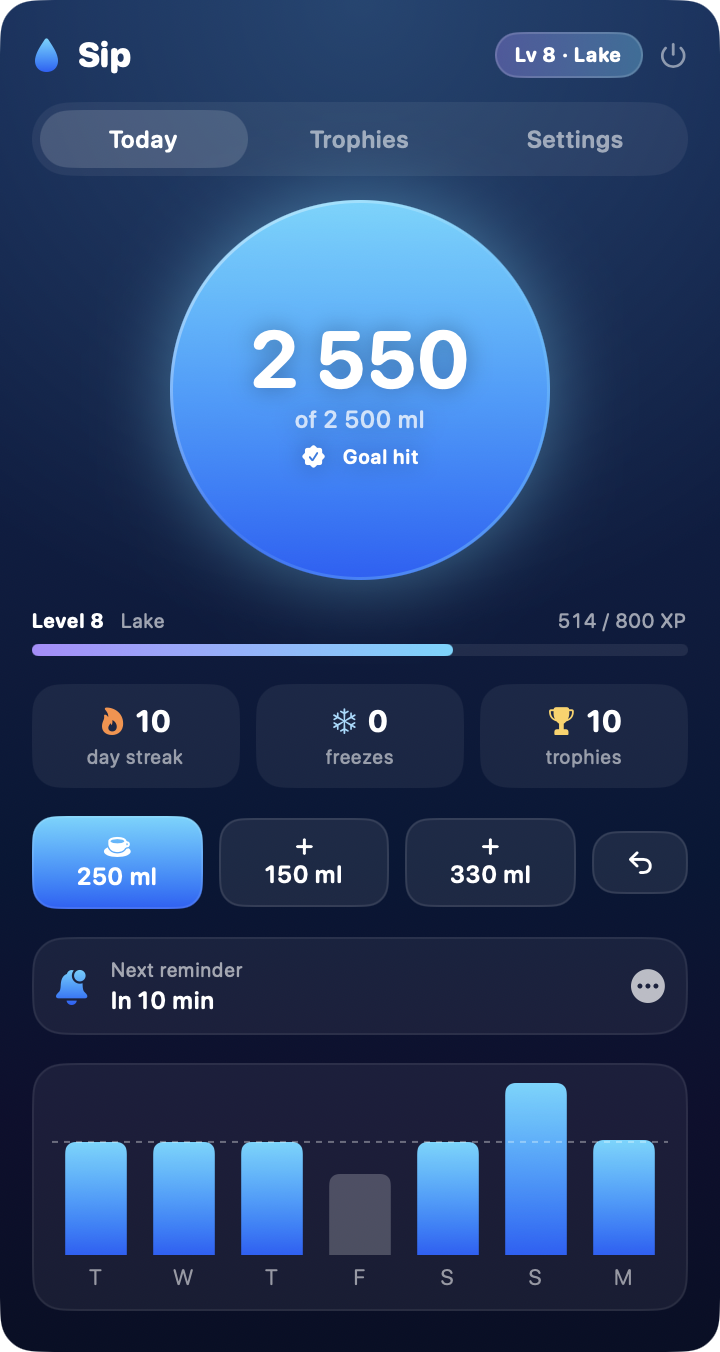 Sip
Lv 8 · Lake
Today
Trophies
Settings
2 550
of 2 500 ml
Goal hit
Level 8 Lake
514 / 800 XP
10
day streak
0
freezes
10
trophies
250 ml
+
150 ml
+
330 ml
Next reminder
In 10 min
T W T F S S M